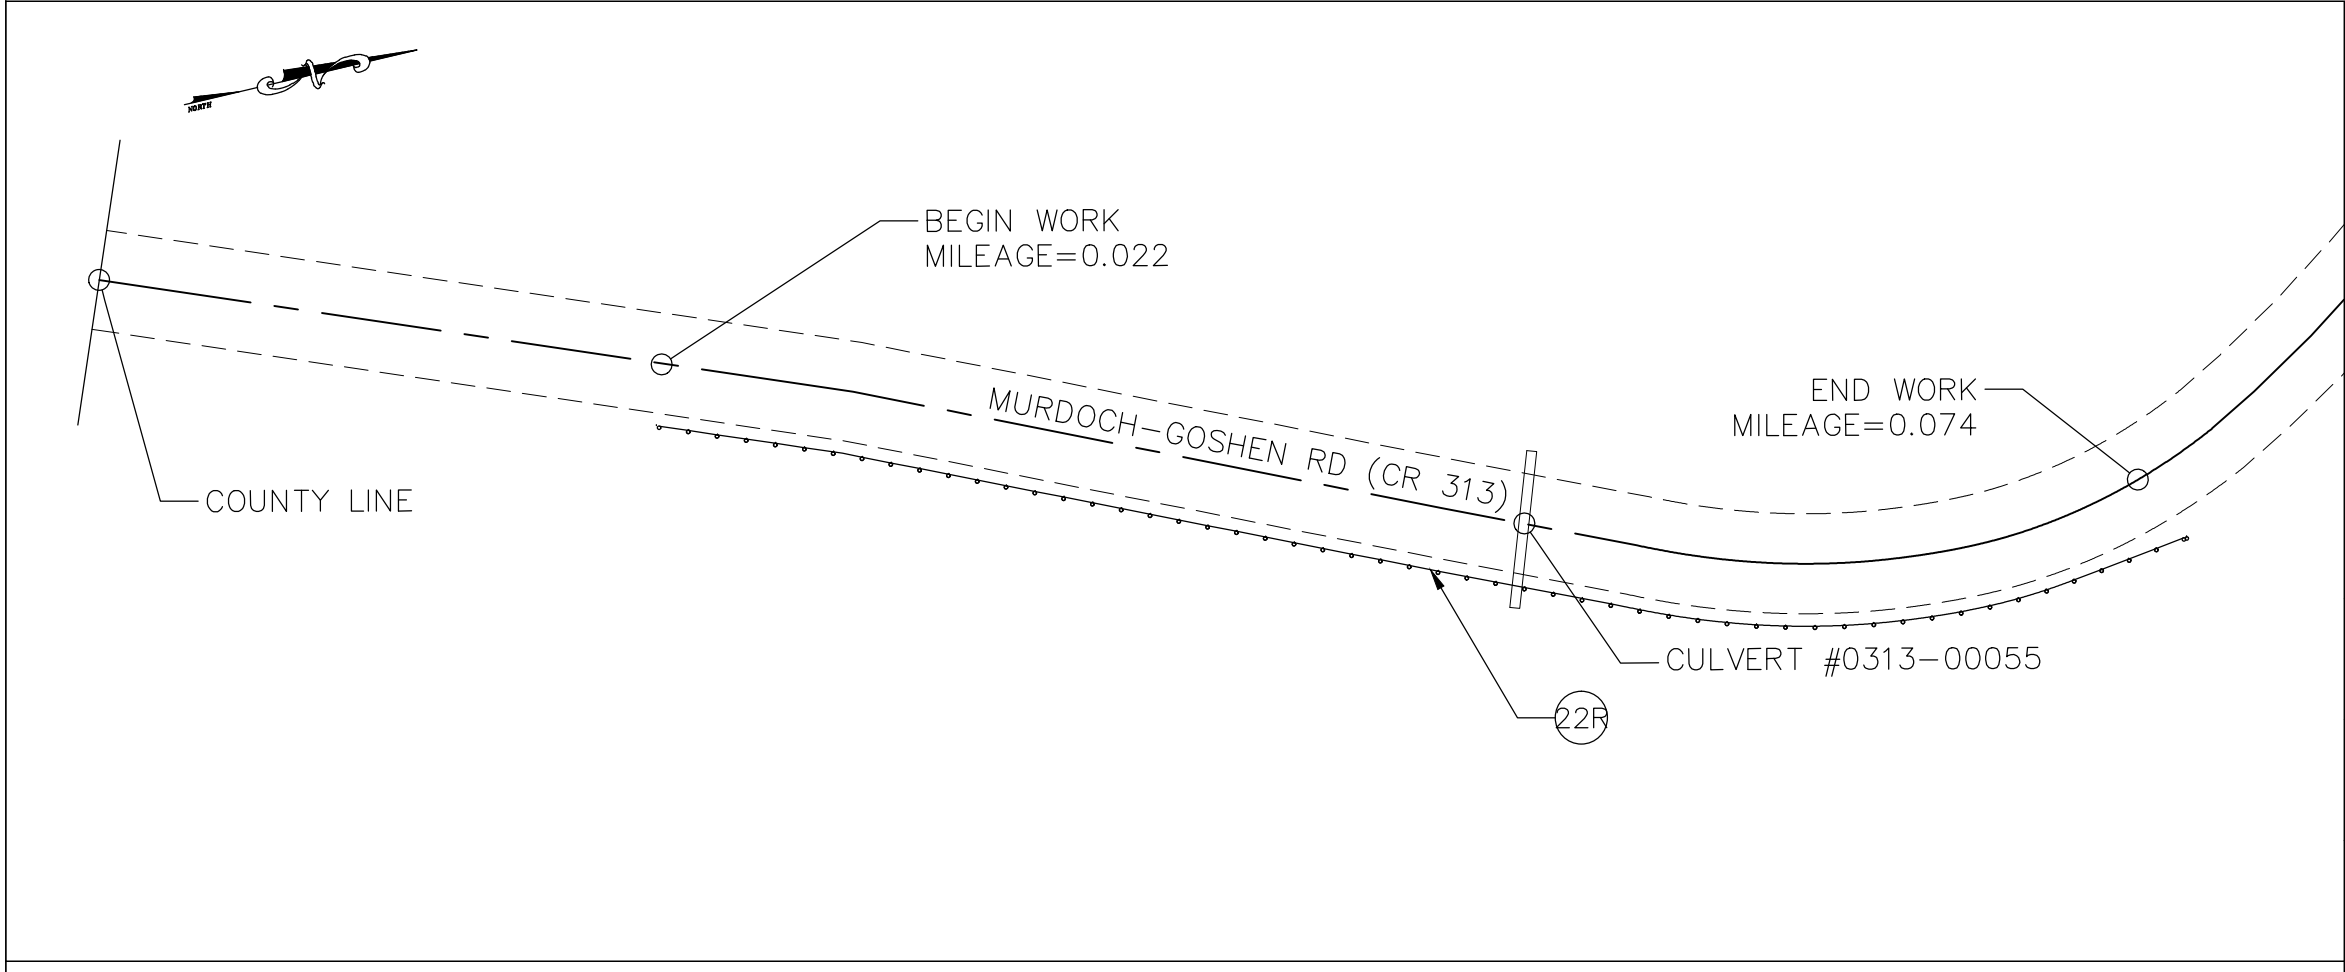 NORTH
BEGIN WORK
MILEAGE=0.022
MURDOCH-GOSHEN RD (CR 313)
END WORK
MILEAGE=0.074
COUNTY LINE
CULVERT #0313-00055
22R